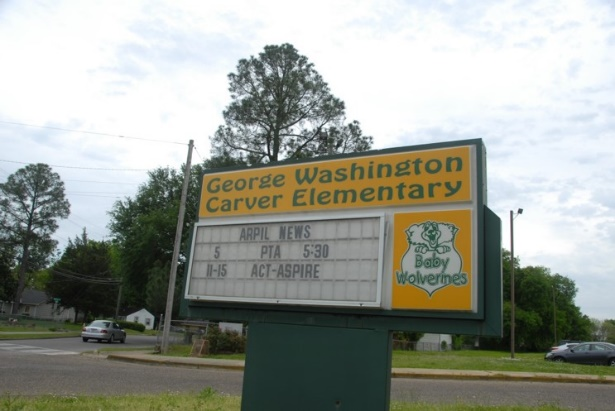 George Washington
Carver Elementary
ARPIL NEWS
5 PTA 5:30
11-15 ACT-ASPIRE
Baby
Wolverines